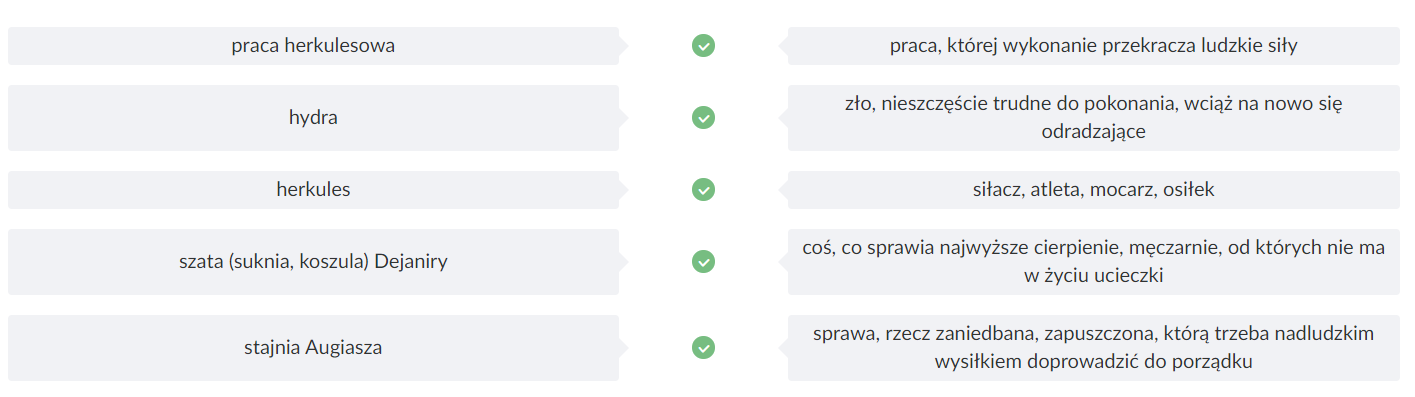 praca herkulesowa
praca, której wykonanie przekracza ludzkie siły
hydra
zło, nieszczęście trudne do pokonania, wciąż na nowo się
odradzające
herkules
siłacz, atleta, mocarz, osiłek
szata (suknia, koszula) Dejaniry
coś, co sprawia najwyższe cierpienie, męczarnie, od których nie ma
w życiu ucieczki
stajnia Augiasza
sprawa, rzecz zaniedbana, zapuszczona, którą trzeba nadludzkim
wysiłkiem doprowadzić do porządku